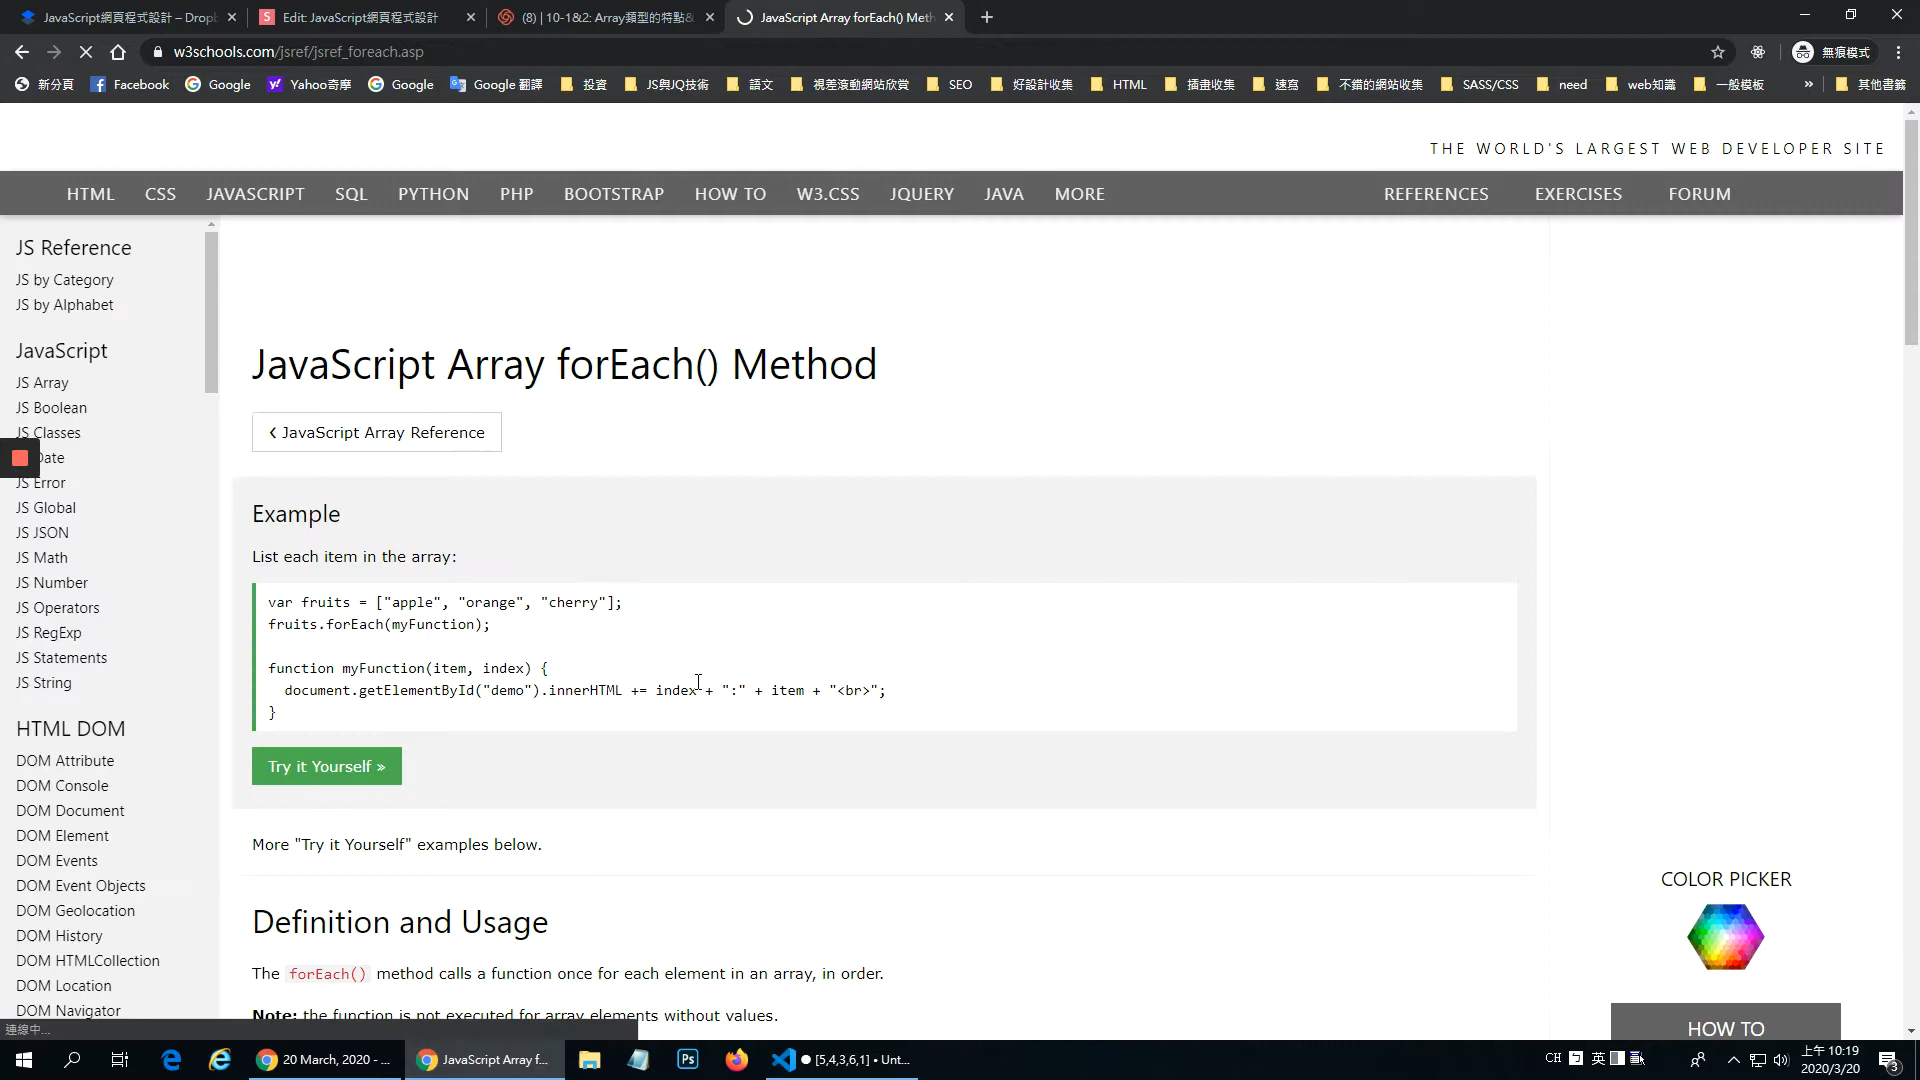 JavaScript網頁程式設計 – Dropb
Edit: JavaScript網頁程式設計
(8) | 10-1&2: Array類型的特點&
JavaScript Array forEach() Meth
w3schools.com/jsref/jsref_foreach.asp
無痕模式
新分頁 Facebook Google Yahoo奇摩 Google Google 翻譯 投資 JS與JQ技術 語文 視差滾動網站欣賞 SEO 好設計收集 HTML 插畫收集 速寫 不錯的網站收集 SASS/CSS need web知識 一般模板 » 其他書籤
THE WORLD'S LARGEST WEB DEVELOPER SITE
HTML CSS JAVASCRIPT SQL PYTHON PHP BOOTSTRAP HOW TO W3.CSS JQUERY JAVA MORE REFERENCES EXERCISES FORUM
JS Reference
JS by Category
JS by Alphabet
JavaScript
JS Array
JS Boolean
JS Classes
Date
JS Error
JS Global
JS JSON
JS Math
JS Number
JS Operators
JS RegExp
JS Statements
JS String
HTML DOM
DOM Attribute
DOM Console
DOM Document
DOM Element
DOM Events
DOM Event Objects
DOM Geolocation
DOM History
DOM HTMLCollection
DOM Location
DOM Navigator
連線中...
JavaScript Array forEach() Method
❮ JavaScript Array Reference
Example
List each item in the array:
var fruits = ["apple", "orange", "cherry"];
fruits.forEach(myFunction);
function myFunction(item, index) {
document.getElementById("demo").innerHTML += index + ":" + item + "<br>";
}
Try it Yourself »
More "Try it Yourself" examples below.
Definition and Usage
The forEach() method calls a function once for each element in an array, in order.
Note: the function is not executed for array elements without values.
COLOR PICKER
HOW TO
20 March, 2020 - ...
JavaScript Array f...
Ps
● [5,4,3,6,1] • Unt...
CH
英
上午 10:19
2020/3/20
3